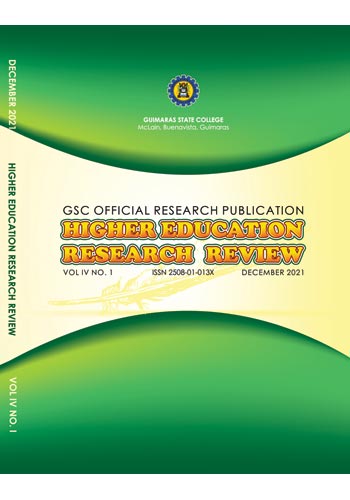 DECEMBER 2021
HIGHER EDUCATION RESEARCH REVIEW
VOL IV NO. 1
GUIMARAS STATE COLLEGE
McLain, Buenavista, Guimaras
GSC OFFICIAL RESEARCH PUBLICATION
HIGHER EDUCATION
RESEARCH REVIEW
VOL IV NO. 1 ISSN 2508-01-013X DECEMBER 2021